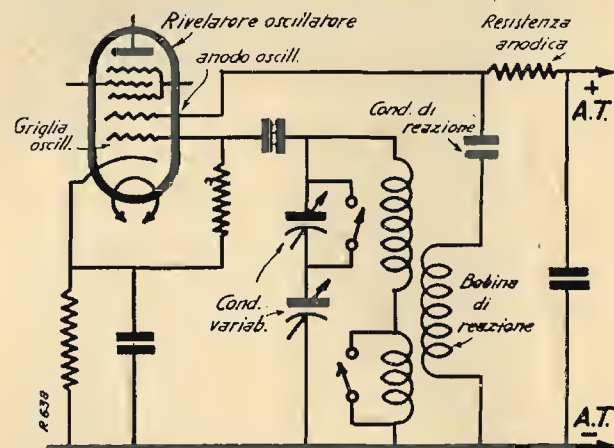 Rivelatore oscillatore
anodo oscill.
Resistenza
anodica
+
A.T.
Griglia
oscill.
Cond. di
reazione
Cond.
variab.
Bobina
di
reazione
R 638
A.T.
-